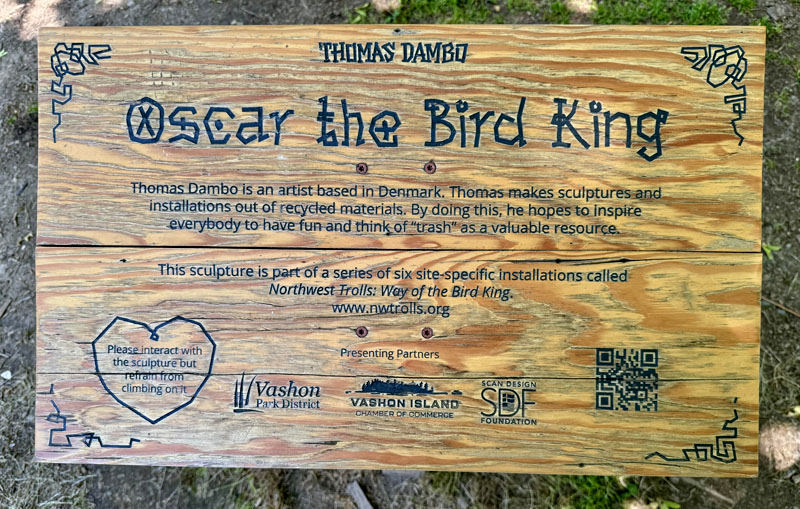 THOMAS DAMBO
Oscar the Bird King
Thomas Dambo is an artist based in Denmark. Thomas makes sculptures and
installations out of recycled materials. By doing this, he hopes to inspire
everybody to have fun and think of “trash” as a valuable resource.
This sculpture is part of a series of six site-specific installations called
Northwest Trolls: Way of the Bird King.
www.nwtrolls.org
Presenting Partners
Please interact with
the sculpture but
refrain from
climbing on it
Vashon
Park District
VASHON ISLAND
CHAMBER OF COMMERCE
SCAN DESIGN
SDF
FOUNDATION